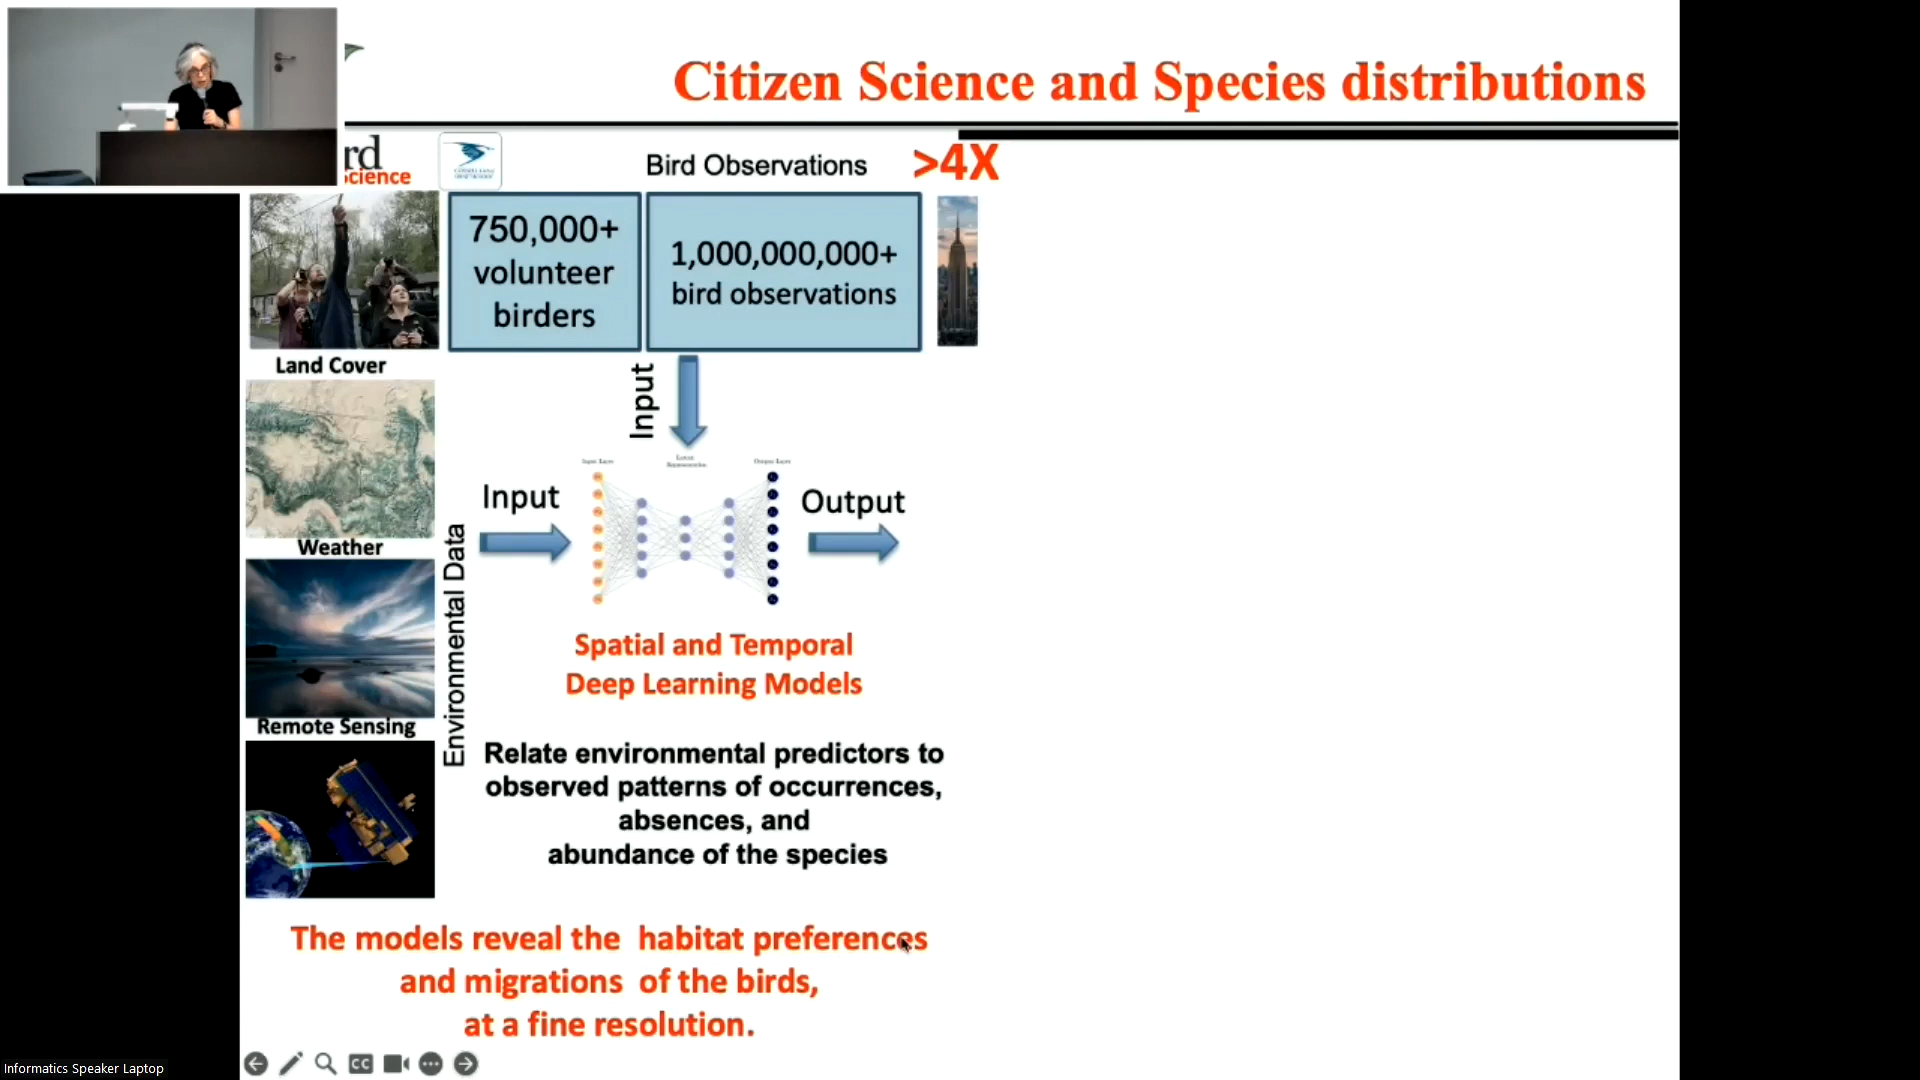 Citizen Science and Species distributions
rd
Science
Bird Observations
>4X
750,000+
volunteer
birders
1,000,000,000+
bird observations
Land Cover
Input
Weather
Input
Output
Environmental Data
Spatial and Temporal
Deep Learning Models
Remote Sensing
Relate environmental predictors to
observed patterns of occurrences,
absences, and
abundance of the species
The models reveal the habitat preferences
and migrations of the birds,
at a fine resolution.
CC
Informatics Speaker Laptop